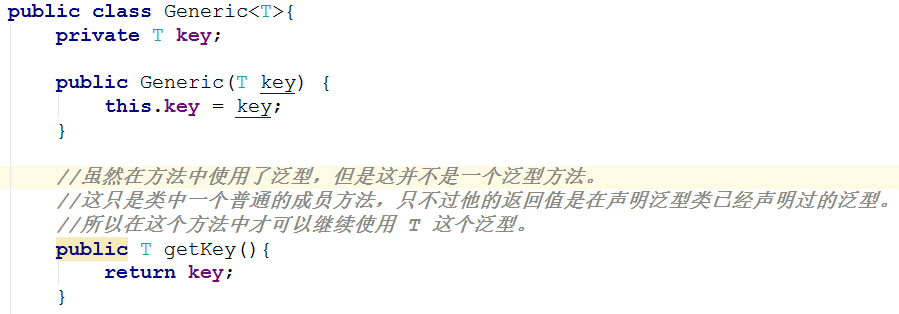 public class Generic<T>{
private T key;
public Generic(T key) {
this.key = key;
}
//虽然在方法中使用了泛型，但是这并不是一个泛型方法。
//这只是类中一个普通的成员方法，只不过他的返回值是在声明泛型类已经声明过的泛型。
//所以在这个方法中才可以继续使用 T 这个泛型。
public T getKey(){
return key;
}